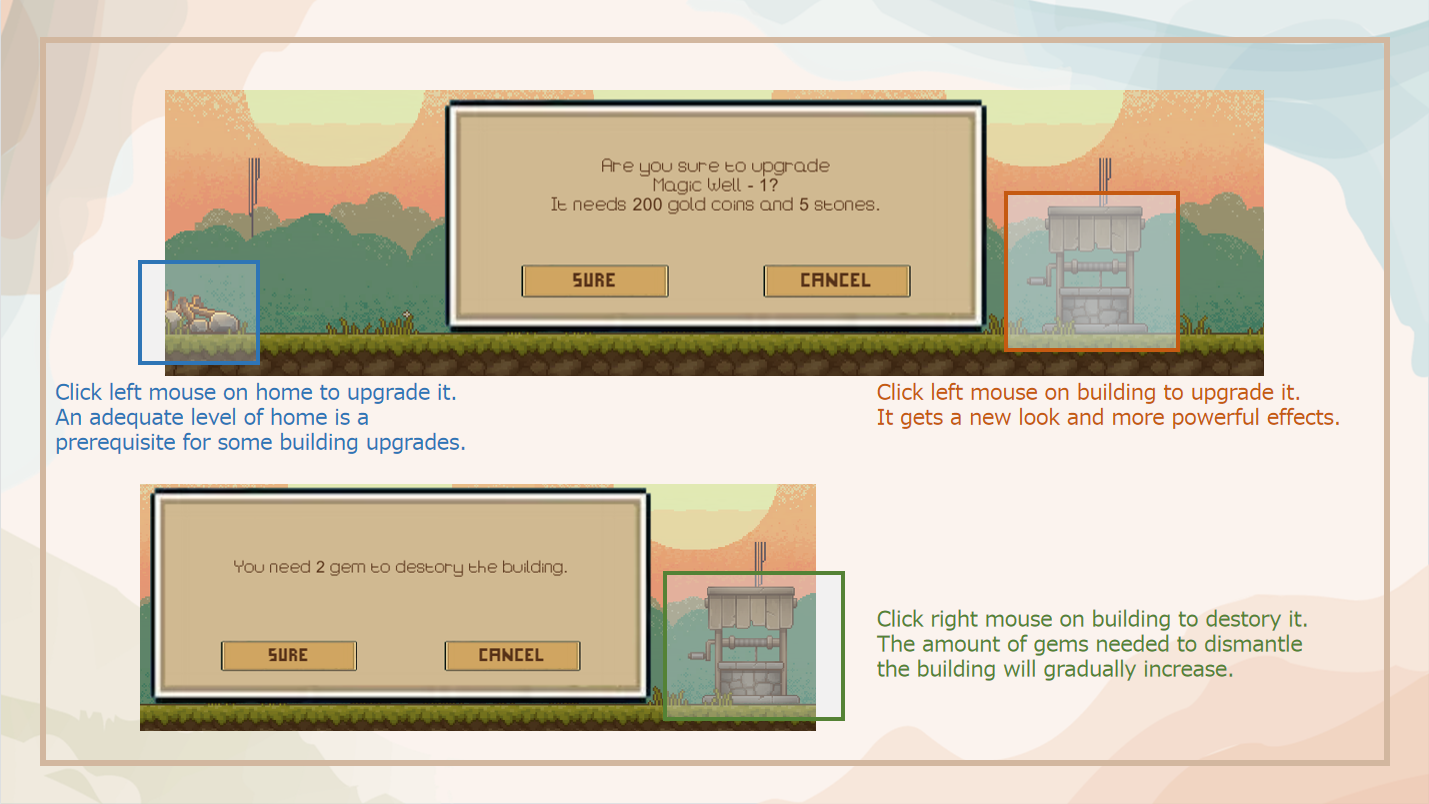 Are you sure to upgrade
Magic Well - 1?
It needs 200 gold coins and 5 stones.
SURE
CANCEL
Click left mouse on home to upgrade it.
An adequate level of home is a
prerequisite for some building upgrades.
Click left mouse on building to upgrade it.
It gets a new look and more powerful effects.
You need 2 gem to destory the building.
SURE
CANCEL
Click right mouse on building to destory it.
The amount of gems needed to dismantle
the building will gradually increase.